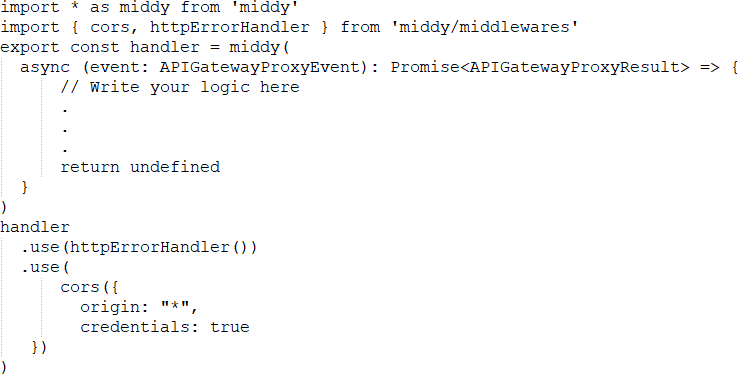 import * as middy from 'middy'
import { cors, httpErrorHandler } from 'middy/middlewares'
export const handler = middy(
  async (event: APIGatewayProxyEvent): Promise<APIGatewayProxyResult> => {
      // Write your logic here
      .
      .
      .
      return undefined
  }
)
handler
  .use(httpErrorHandler())
  .use(
      cors({
        origin: "*",
        credentials: true
   })
)